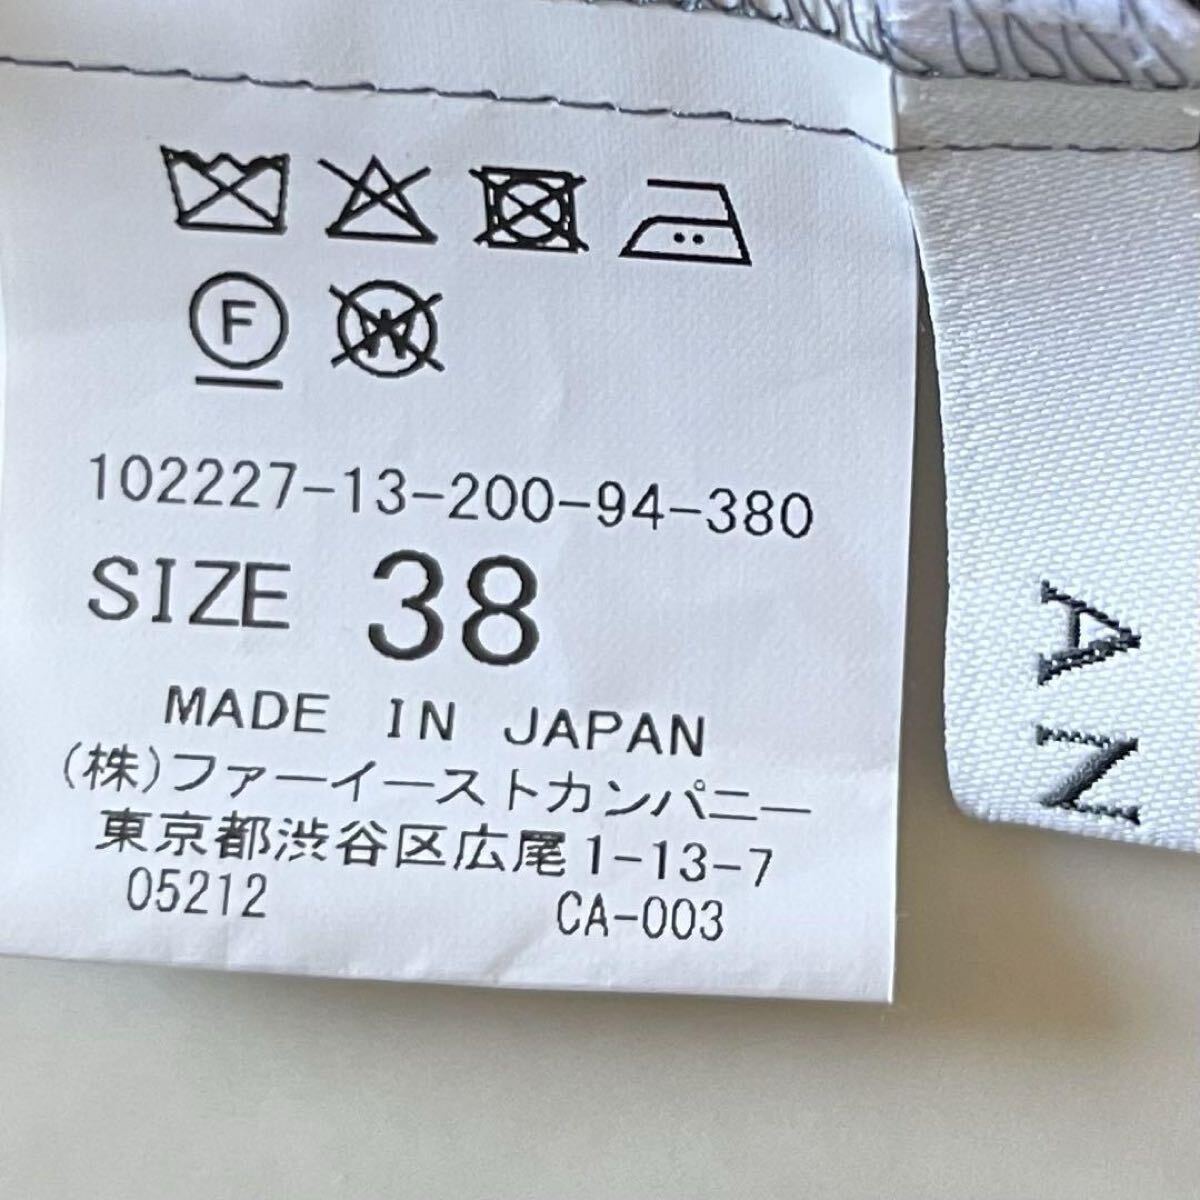 F
W
102227-13-200-94-380
SIZE 38
MADE IN JAPAN
(株)ファーイーストカンパニー
東京都渋谷区広尾1-13-7
05212 CA-003
AN